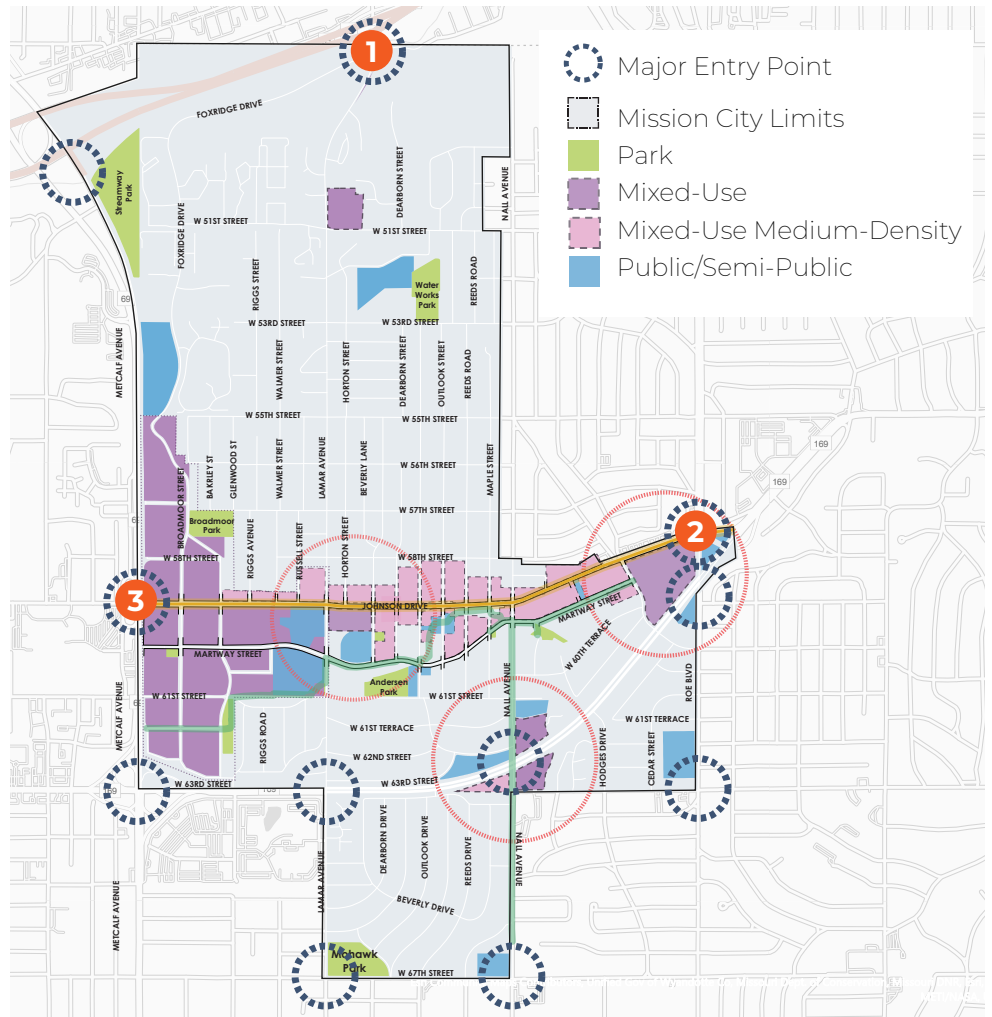 1
Major Entry Point
Mission City Limits
Park
Mixed-Use
Mixed-Use Medium-Density
Public/Semi-Public
FOXRIDGE DRIVE
Streamway
Park
FOXRIDGE DRIVE
DEARBORN STREET
NALL AVENUE
W 51ST STREET
W 51ST STREET
RIGGS STREET
Water
Works
Park
REEDS ROAD
69
METCALF AVENUE
W 53RD STREET
W 53RD STREET
WALMER STREET
HORTON STREET
DEARBORN STREET
OUTLOOK STREET
REEDS ROAD
W 55TH STREET
W 55TH STREET
169
169
BROADMOOR STREET
BAKRLEY ST
GLENWOOD ST
WALMER STREET
LAMAR AVENUE
BEVERLY LANE
W 56TH STREET
MAPLE STREET
W 57TH STREET
Broadmoor
Park
RIGGS AVENUE
RUSSELL STREET
HORTON STREET
W 58TH STREET
W 58TH STREET
2
3
JOHNSON DRIVE
MARTWAY STREET
MARTWAY STREET
W 60TH TERRACE
METCALF AVENUE
W 61ST STREET
Andersen
Park
W 61ST STREET
NALL AVENUE
ROE BLVD
RIGGS ROAD
W 61ST TERRACE
W 61ST TERRACE
W 62ND STREET
HODGES DRIVE
CEDAR STREET
W 63RD STREET
W 63RD STREET
169
DEARBORN DRIVE
OUTLOOK DRIVE
REEDS DRIVE
NALL AVENUE
LAMAR AVENUE
METCALF AVENUE
BEVERLY DRIVE
Mohawk
Park
W 67TH STREET